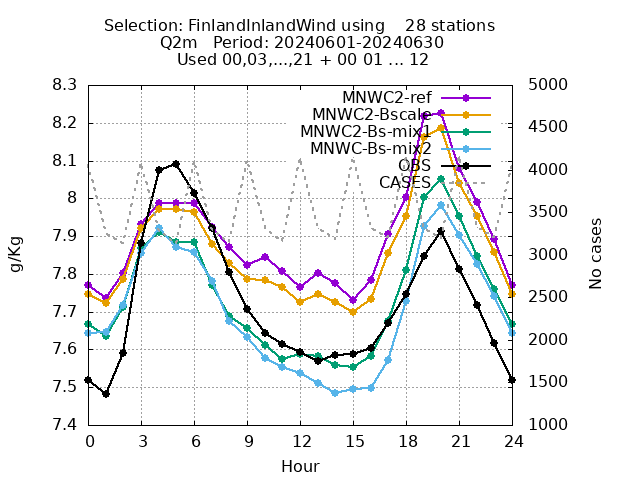 Selection: FinlandInlandWind using    28 stations
Q2m   Period: 20240601-20240630
Used 00,03,...,21 + 00 01 ... 12
8.3
8.2
8.1
8
7.9
7.8
7.7
7.6
7.5
7.4
g/Kg
MNWC2-ref
MNWC2-Bscale
MNWC2-Bs-mix1
MNWC-Bs-mix2
OBS
CASES
5000
4500
4000
3500
3000
2500
2000
1500
1000
No cases
0 3 6 9 12 15 18 21 24
Hour